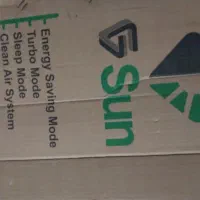 Sun
Energy Saving Mode
Turbo Mode
Sleep Mode
Clean Air System